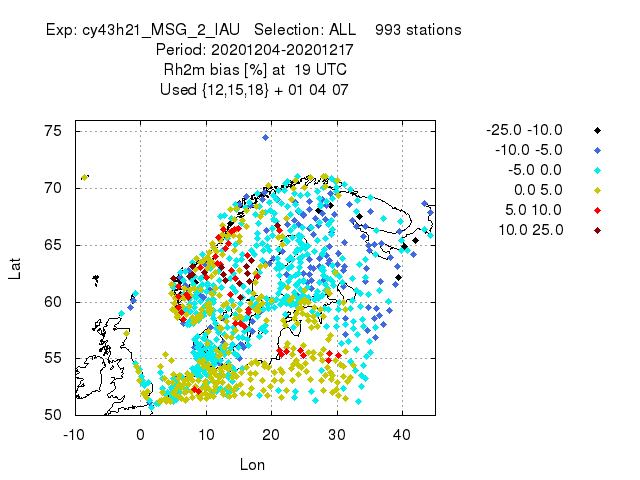 Exp: cy43h21_MSG_2_IAU   Selection: ALL    993 stations
Period: 20201204-20201217
Rh2m bias [%] at  19 UTC
Used {12,15,18} + 01 04 07
-25.0 -10.0
-10.0 -5.0
-5.0 0.0
0.0 5.0
5.0 10.0
10.0 25.0
75
70
65
60
55
50
Lat
-10 0 10 20 30 40
Lon